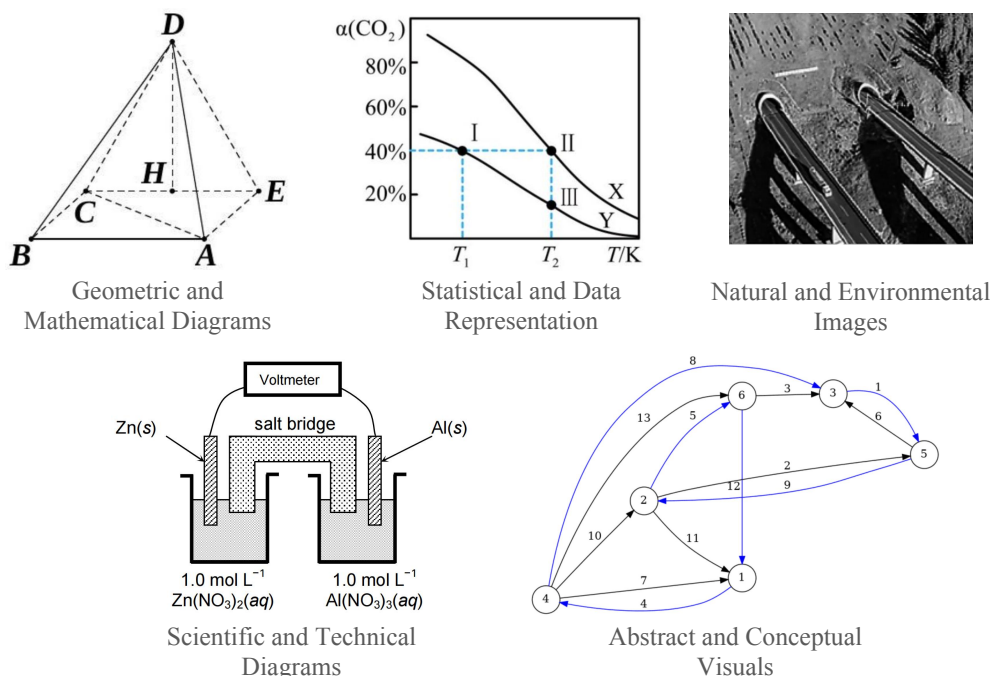 D
H
E
C
B
A
Geometric and
Mathematical Diagrams
α(CO₂)
80%
60%
40%
20%
I
II
III
X
Y
T₁
T₂
T/K
Statistical and Data
Representation
Natural and Environmental
Images
Voltmeter
salt bridge
Zn(s)
Al(s)
1.0 mol L⁻¹
Zn(NO₃)₂(aq)
1.0 mol L⁻¹
Al(NO₃)₃(aq)
Scientific and Technical
Diagrams
8
13
6
3
3
1
5
6
5
2
12
9
2
10
11
4
7
1
4
Abstract and Conceptual
Visuals